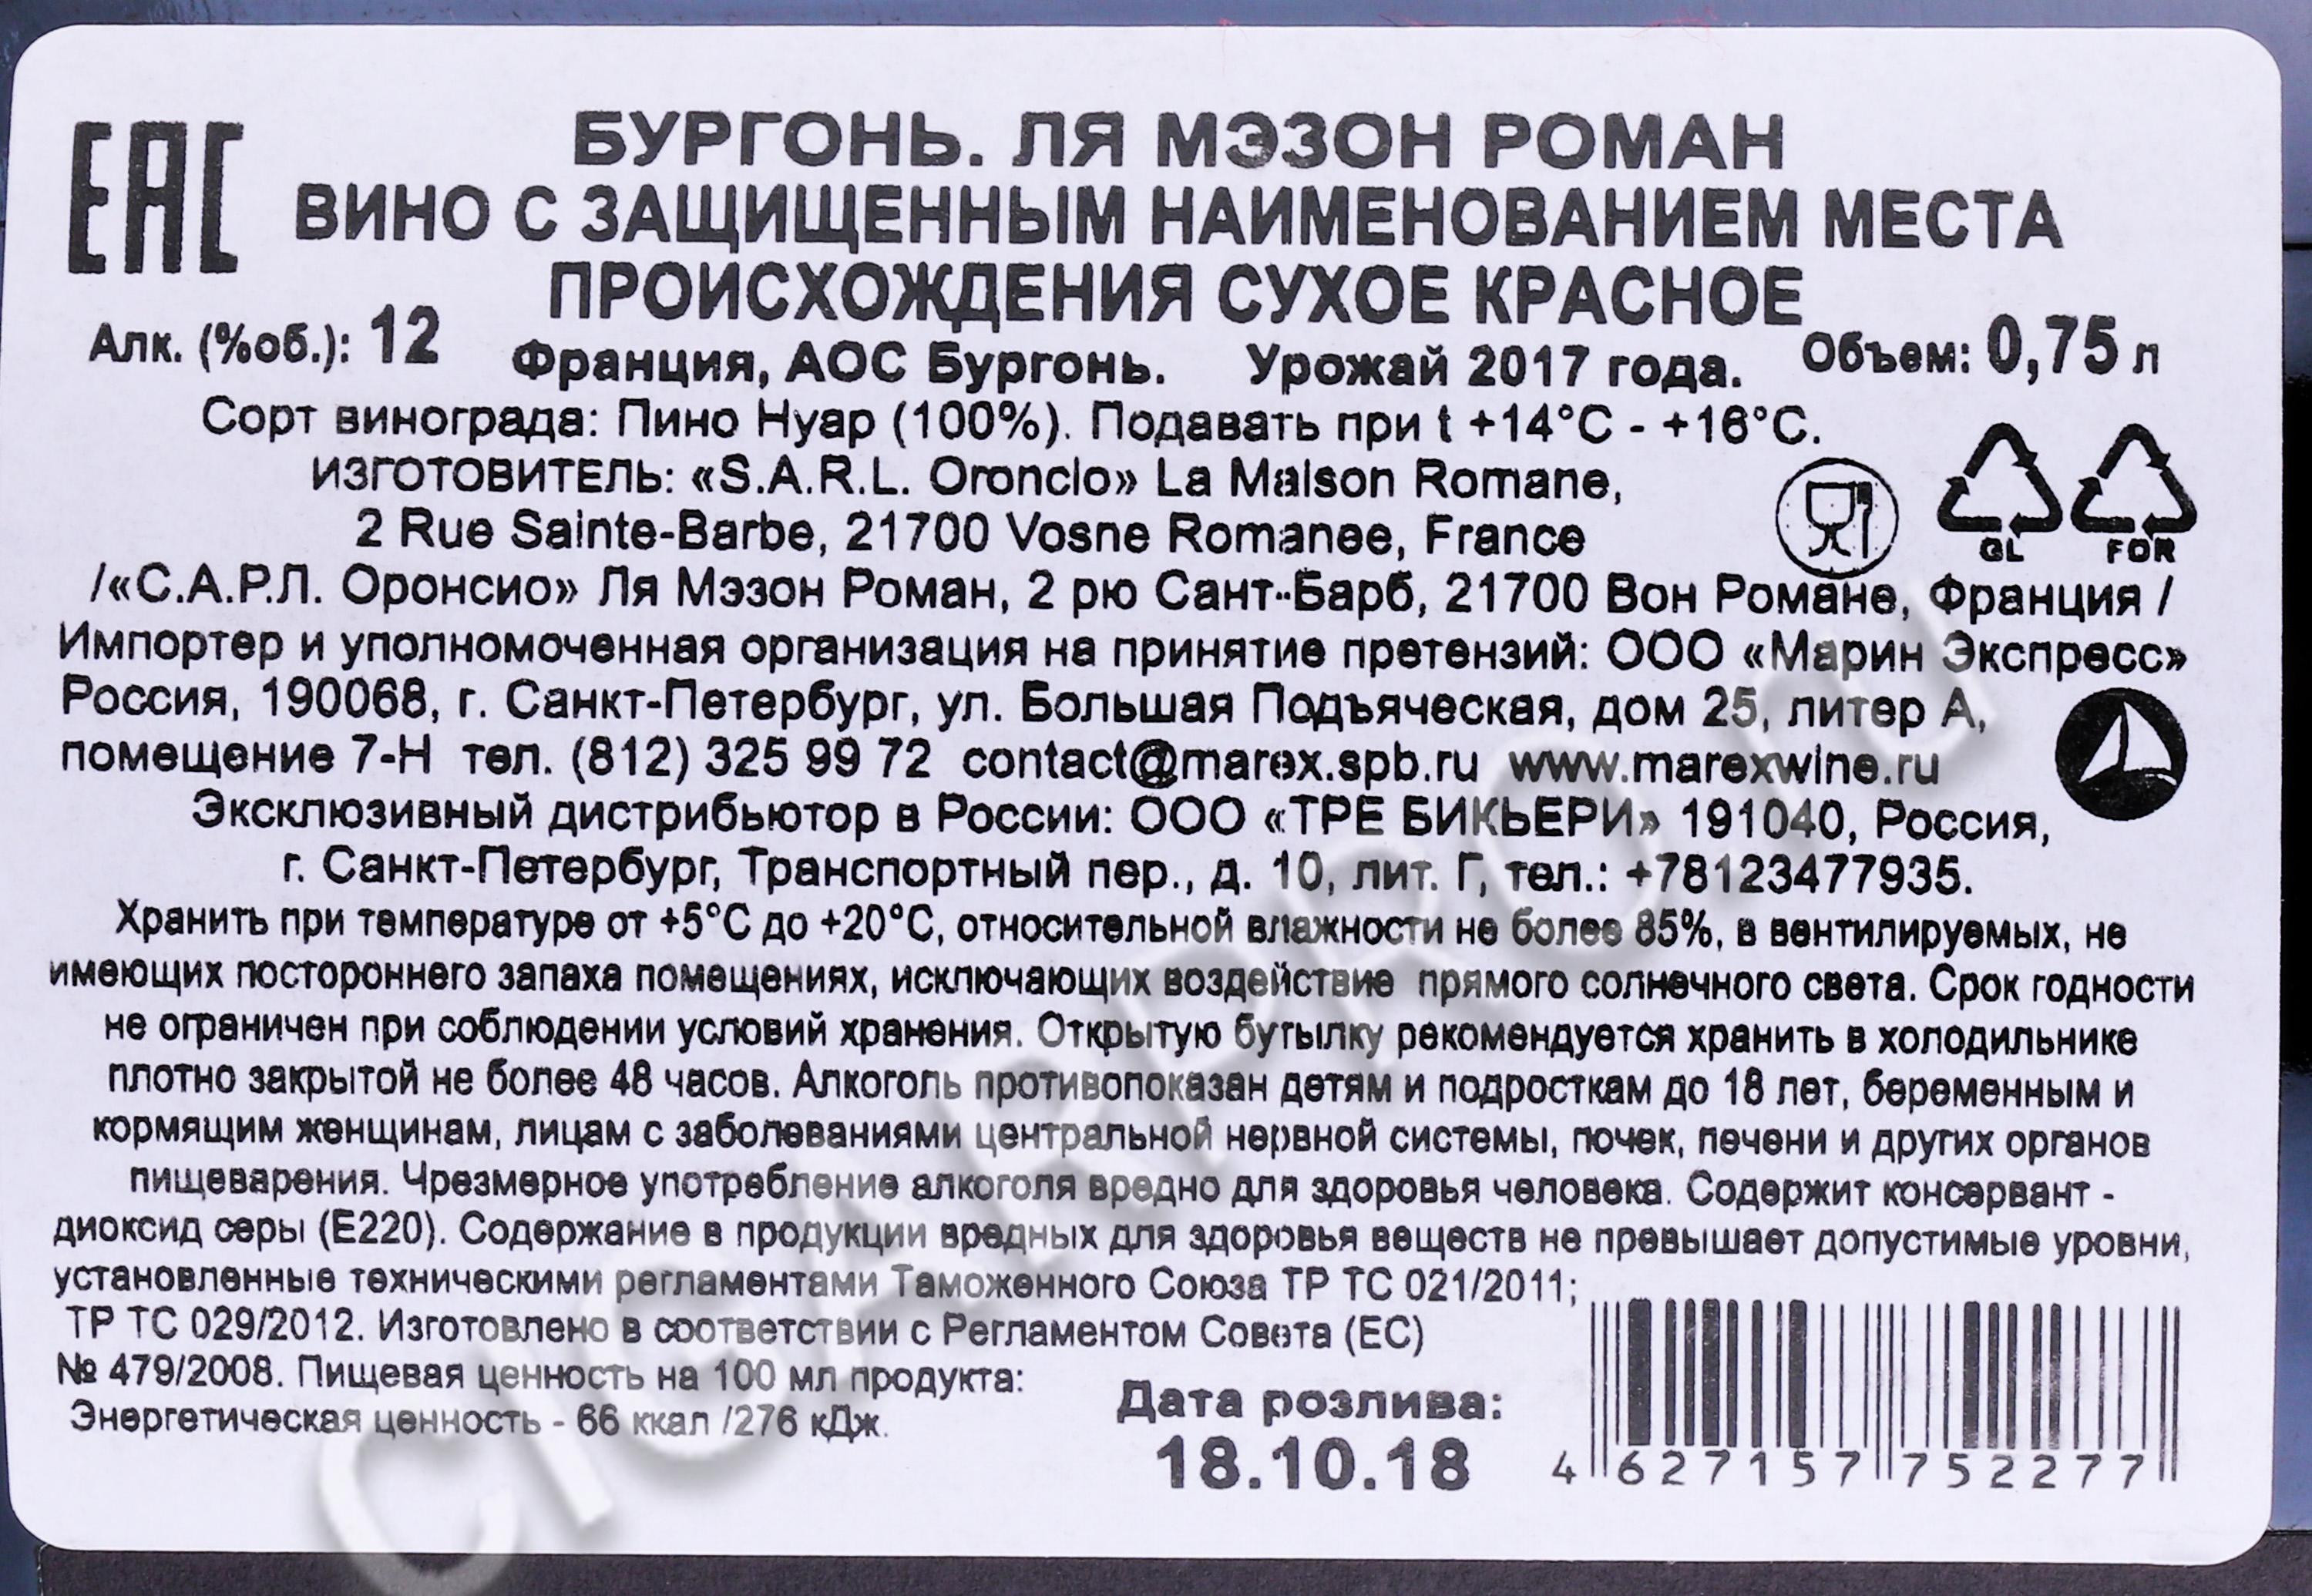 EAC
БУРГОНЬ. ЛЯ МЭЗОН РОМАН
ВИНО С ЗАЩИЩЕННЫМ НАИМЕНОВАНИЕМ МЕСТА
ПРОИСХОЖДЕНИЯ СУХОЕ КРАСНОЕ
Алк. (%об.): 12
Франция, АОС Бургонь. Урожай 2017 года.
Объем: 0,75 л
Сорт винограда: Пино Нуар (100%). Подавать при t +14°C - +16°C.
ИЗГОТОВИТЕЛЬ: «S.A.R.L. Oroncio» La Maison Romane,
2 Rue Sainte-Barbe, 21700 Vosne Romanee, France
GL FOR
/«С.А.Р.Л. Оронсио» Ля Мэзон Роман, 2 рю Сант-Барб, 21700 Вон Романе, Франция /
Импортер и уполномоченная организация на принятие претензий: ООО «Марин Экспресс»
Россия, 190068, г. Санкт-Петербург, ул. Большая Подъяческая, дом 25, литер А,
помещение 7-Н тел. (812) 325 99 72 contact@marex.spb.ru www.marexwine.ru
Эксклюзивный дистрибьютор в России: ООО «ТРЕ БИКЬЕРИ» 191040, Россия,
г. Санкт-Петербург, Транспортный пер., д. 10, лит. Г, тел.: +78123477935.
Хранить при температуре от +5°C до +20°C, относительной влажности не более 85%, в вентилируемых, не
имеющих постороннего запаха помещениях, исключающих воздействие прямого солнечного света. Срок годности
не ограничен при соблюдении условий хранения. Открытую бутылку рекомендуется хранить в холодильнике
плотно закрытой не более 48 часов. Алкоголь противопоказан детям и подросткам до 18 лет, беременным и
кормящим женщинам, лицам с заболеваниями центральной нервной системы, почек, печени и других органов
пищеварения. Чрезмерное употребление алкоголя вредно для здоровья человека. Содержит консервант -
диоксид серы (E220). Содержание в продукции вредных для здоровья веществ не превышает допустимые уровни,
установленные техническими регламентами Таможенного Союза ТР ТС 021/2011;
ТР ТС 029/2012. Изготовлено в соответствии с Регламентом Совета (ЕС)
№ 479/2008. Пищевая ценность на 100 мл продукта:
Энергетическая ценность - 66 ккал /276 кДж.
Дата розлива:
18.10.18
4 627157 752277
CIGARPRO.ru